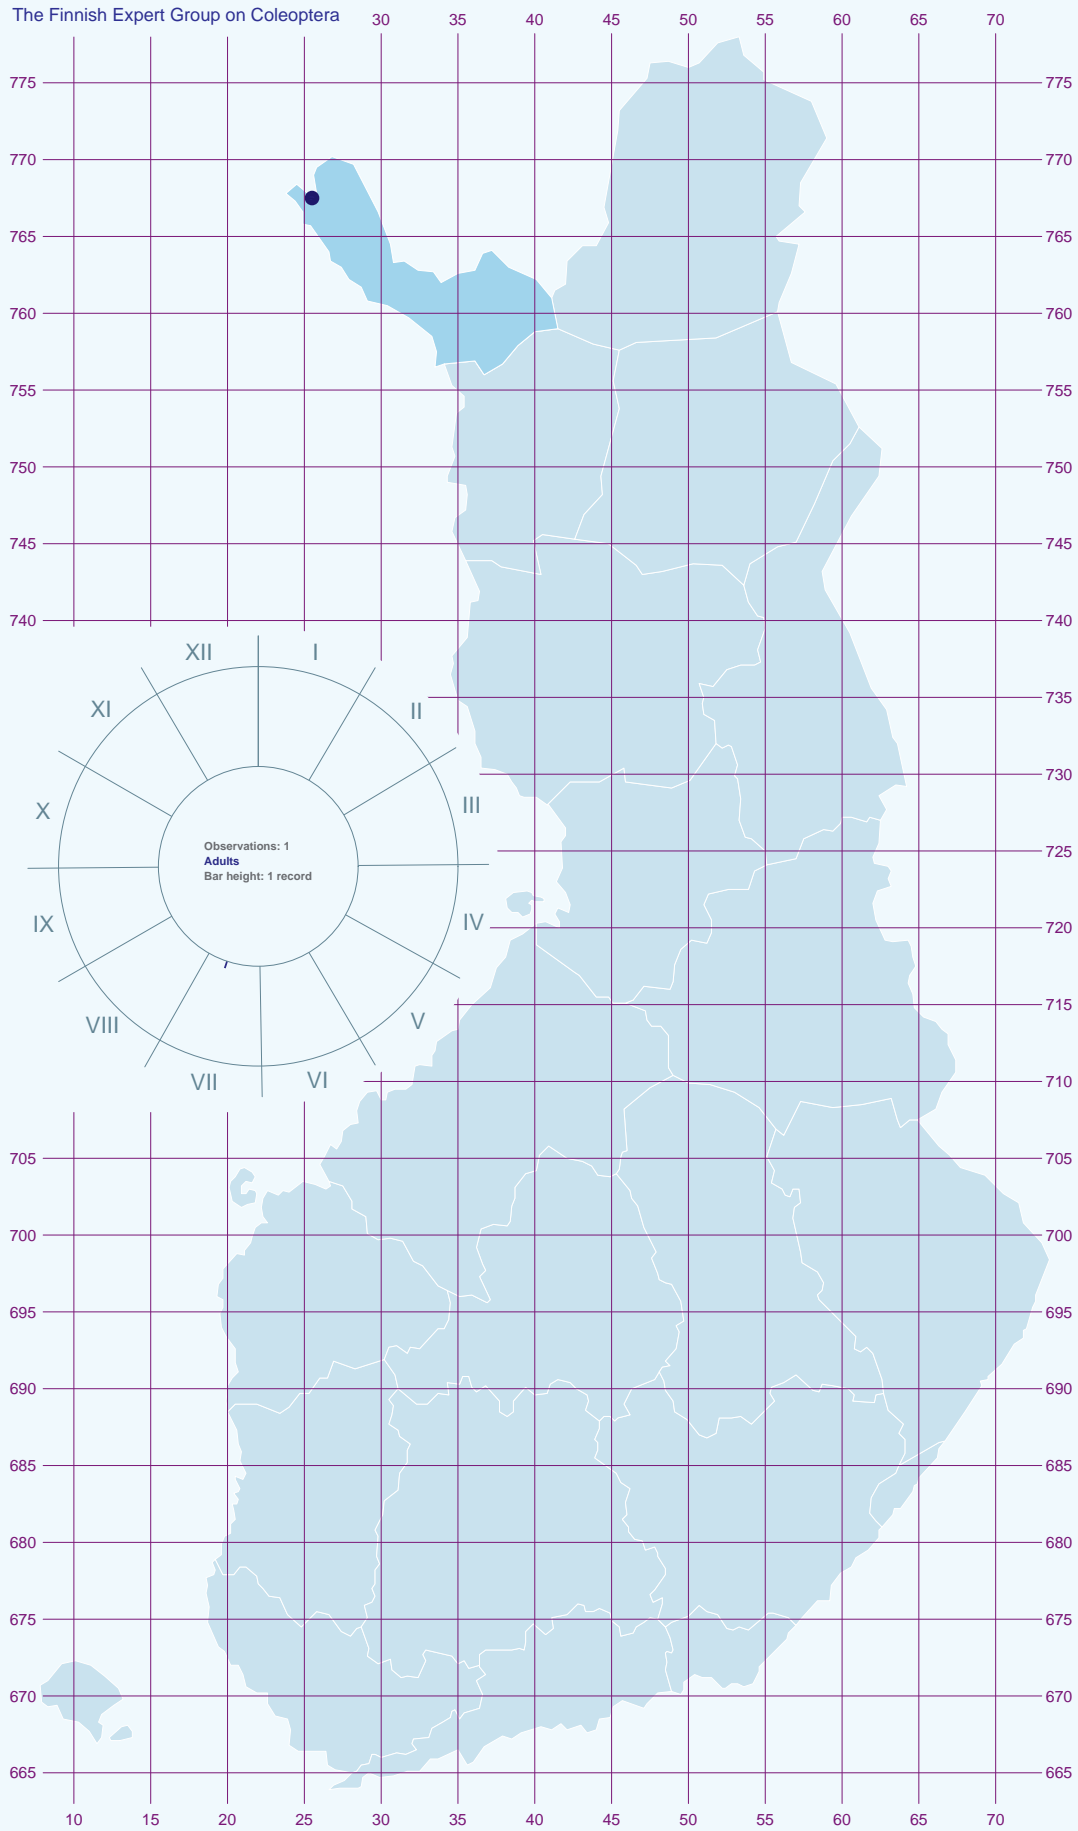 The Finnish Expert Group on Coleoptera
30 35 40 45 50 55 60 65 70
775 775
770 770
765 765
760 760
755 755
750 750
745 745
740 740
XII I
XI II
735
730
X III
Observations: 1
Adults
Bar height: 1 record
725
IX IV
720
715
VIII V
VII VI
710
705 705
700 700
695 695
690 690
685 685
680 680
675 675
670 670
665 665
10 15 20 25 30 35 40 45 50 55 60 65 70